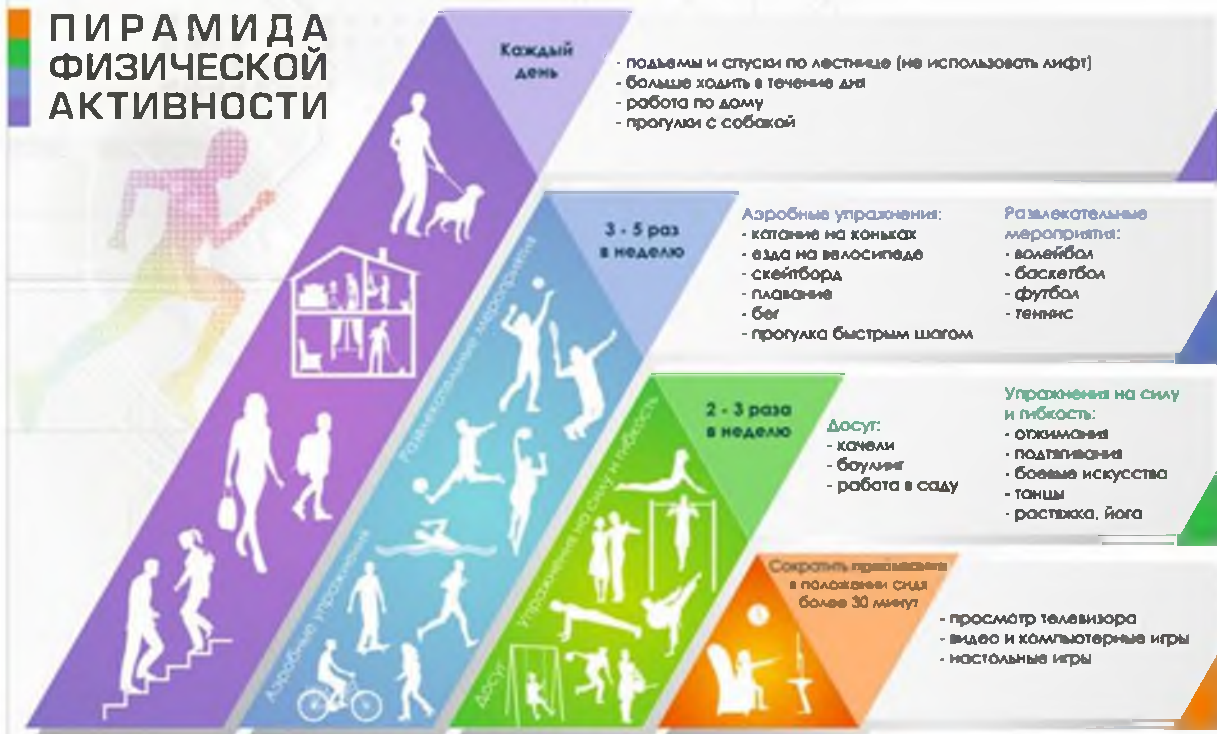 ПИРАМИДА
ФИЗИЧЕСКОЙ
АКТИВНОСТИ
Каждый
день
- подъемы и спуски по лестнице (не использовать лифт)
- больше ходить в течение дня
- работа по дому
- прогулки с собакой
3 - 5 раз
в неделю
Аэробные упражнения
Развлекательные мероприятия
Аэробные упражнения:
- катание на коньках
- езда на велосипеде
- скейтборд
- плавание
- бег
- прогулка быстрым шагом
Развлекательные
мероприятия:
- волейбол
- баскетбол
- футбол
- теннис
2 - 3 раза
в неделю
Досуг
Упражнения на силу и гибкость
Досуг:
- качели
- боулинг
- работа в саду
Упражнения на силу
и гибкость:
- отжимания
- подтягивания
- боевые искусства
- танцы
- растяжка, йога
Сократить
в положении сидя
более 30 минут
- просмотр телевизора
- видео и компьютерные игры
- настольные игры